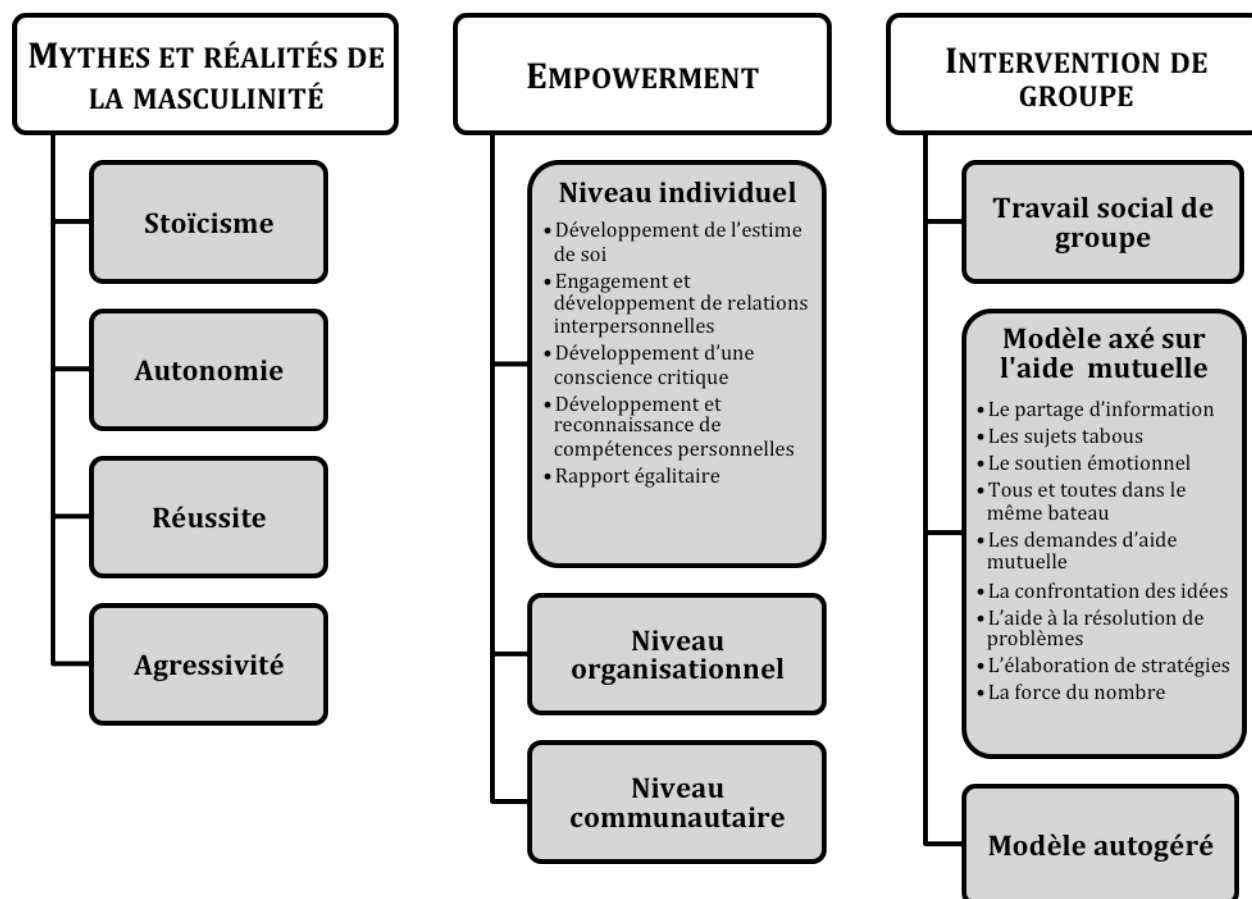 MYTHES ET RÉALITÉS DE
LA MASCULINITÉ
Stoïcisme
Autonomie
Réussite
Agressivité
EMPOWERMENT
Niveau individuel
• Développement de l'estime
de soi
• Engagement et
développement de relations
interpersonnelles
• Développement d'une
conscience critique
• Développement et
reconnaissance de
compétences personnelles
• Rapport égalitaire
Niveau
organisationnel
Niveau
communautaire
INTERVENTION DE
GROUPE
Travail social de
groupe
Modèle axé sur
l'aide mutuelle
• Le partage d'information
• Les sujets tabous
• Le soutien émotionnel
• Tous et toutes dans le
même bateau
• Les demandes d'aide
mutuelle
• La confrontation des idées
• L'aide à la résolution de
problèmes
• L'élaboration de stratégies
• La force du nombre
Modèle autogéré